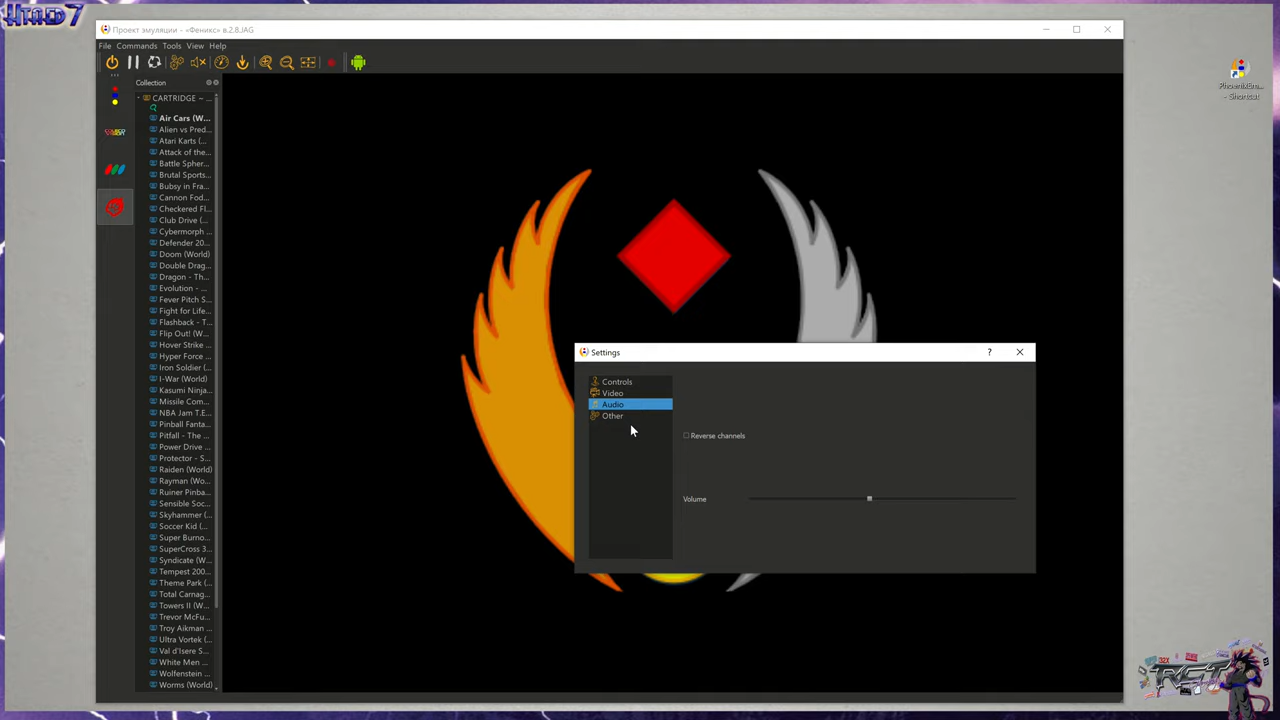 Проект эмуляции - «Феникс» в.2.8.JAG
File Commands Tools View Help
Collection
CARTRIDGE – ...
Air Cars (W...
Alien vs Pred...
Atari Karts (...
Attack of the...
Battle Spher...
Brutal Sports...
Bubsy in Fra...
Cannon Fod...
Checkered Fl...
Club Drive (...
Cybermorph ...
Defender 20...
Doom (World)
Double Drag...
Dragon - Th...
Evolution - ...
Fever Pitch S...
Fight for Life...
Flashback - T...
Flip Out! (W...
Hover Strike ...
Hyper Force ...
Iron Soldier (...
I-War (World)
Kasumi Ninja...
Missile Com...
NBA Jam T.E...
Pinball Fanta...
Pitfall - The ...
Power Drive ...
Protector - S...
Raiden (World)
Rayman (Wo...
Ruiner Pinba...
Sensible Soc...
Skyhammer (...
Soccer Kid (...
Super Burno...
SuperCross 3...
Syndicate (W...
Tempest 200...
Theme Park (...
Total Carnag...
Towers II (W...
Trevor McFu...
Troy Aikman ...
Ultra Vortek (...
Val d'Isere S...
White Men ...
Wolfenstein ...
Worms (World)
Settings
?
Controls
Video
Audio
Other
Reverse channels
Volume
PhoenixEm...
- Shortcut
RGT